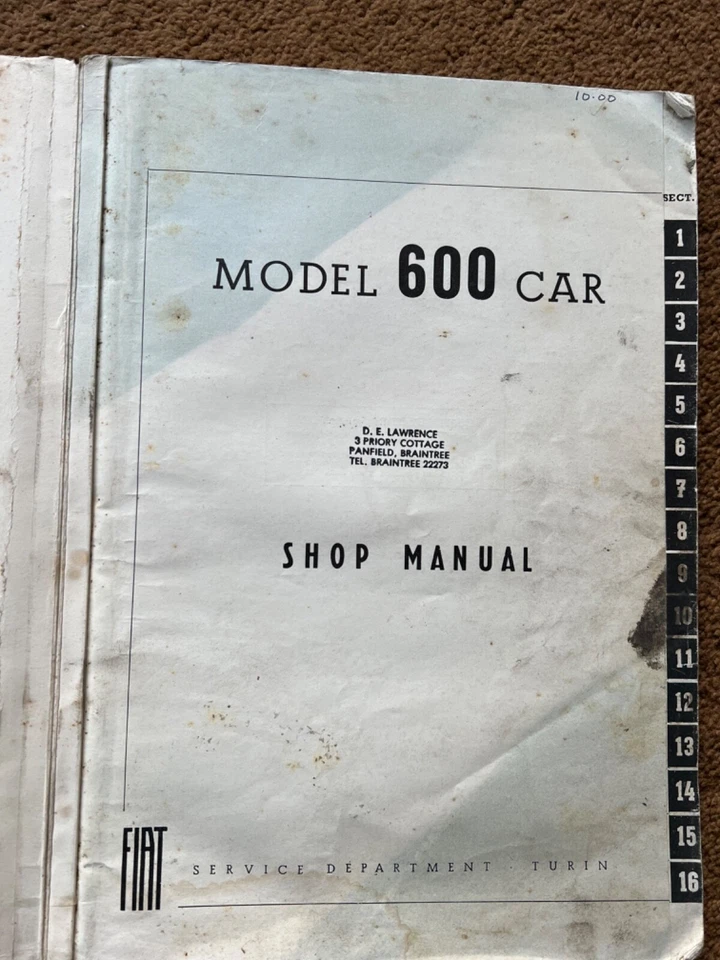 10.00
SECT.
MODEL 600 CAR
D. E. LAWRENCE
3 PRIORY COTTAGE
PANFIELD, BRAINTREE
TEL. BRAINTREE 22273
SHOP MANUAL
FIAT
SERVICE DEPARTMENT · TURIN
1
2
3
4
5
6
7
8
9
10
11
12
13
14
15
16